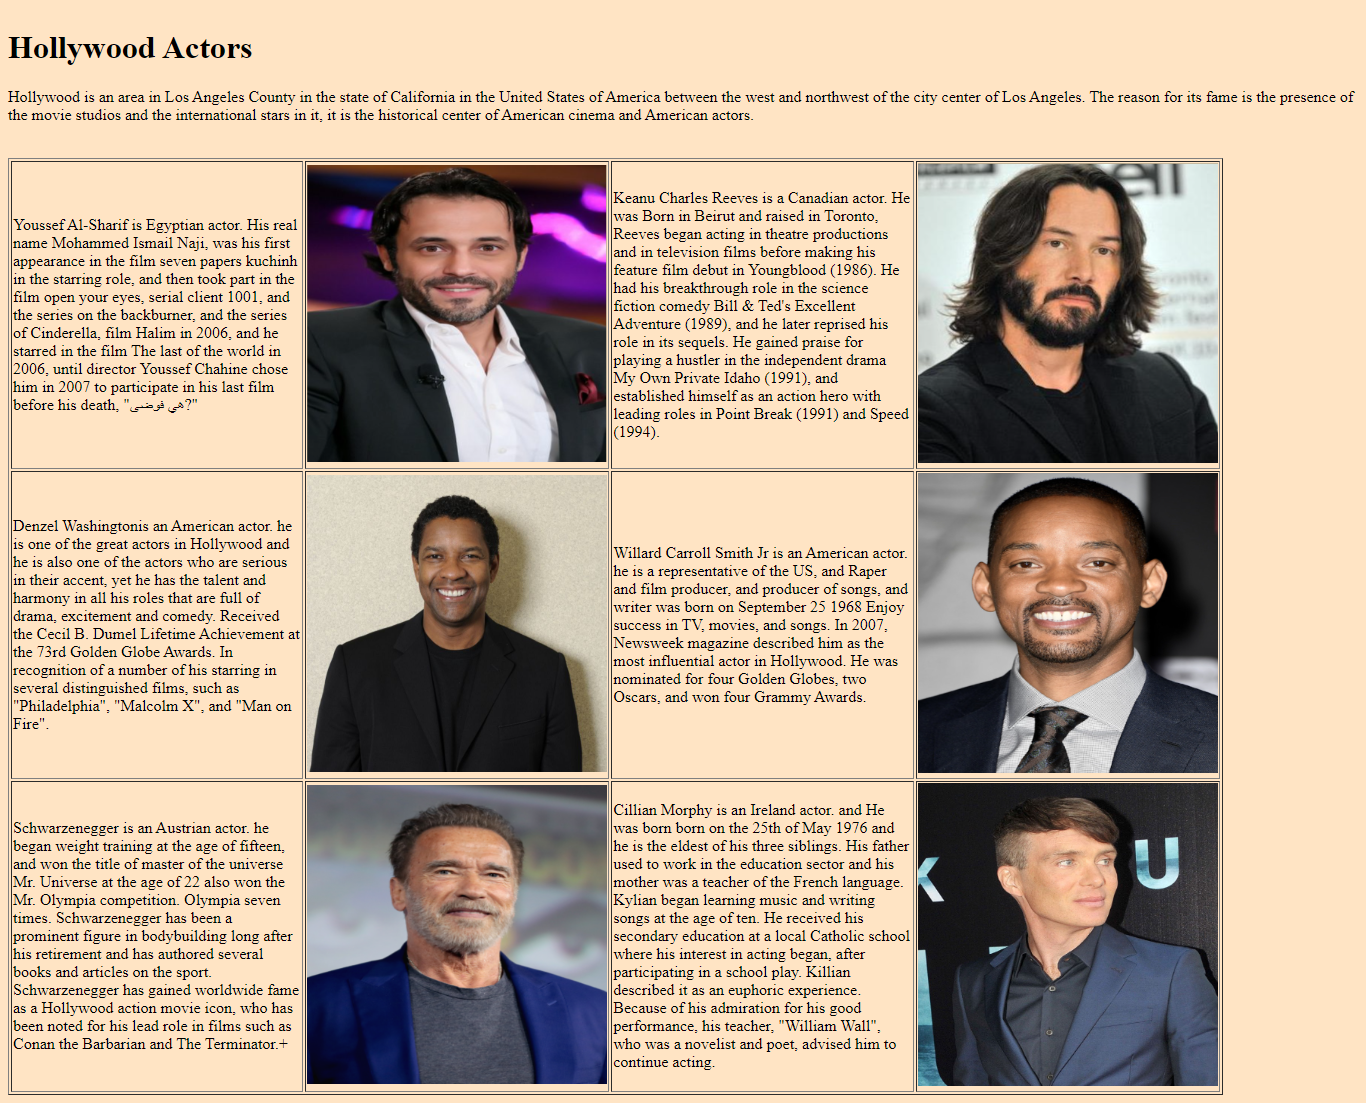 Hollywood Actors
Hollywood is an area in Los Angeles County in the state of California in the United States of America between the west and northwest of the city center of Los Angeles. The reason for its fame is the presence of
the movie studios and the international stars in it, it is the historical center of American cinema and American actors.
Youssef Al-Sharif is Egyptian actor. His real
name Mohammed Ismail Naji, was his first
appearance in the film seven papers kuchinh
in the starring role, and then took part in the
film open your eyes, serial client 1001, and
the series on the backburner, and the series
of Cinderella, film Halim in 2006, and he
starred in the film The last of the world in
2006, until director Youssef Chahine chose
him in 2007 to participate in his last film
before his death, "هي فوضى?"
Keanu Charles Reeves is a Canadian actor. He
was Born in Beirut and raised in Toronto,
Reeves began acting in theatre productions
and in television films before making his
feature film debut in Youngblood (1986). He
had his breakthrough role in the science
fiction comedy Bill & Ted's Excellent
Adventure (1989), and he later reprised his
role in its sequels. He gained praise for
playing a hustler in the independent drama
My Own Private Idaho (1991), and
established himself as an action hero with
leading roles in Point Break (1991) and Speed
(1994).
Denzel Washingtonis an American actor. he
is one of the great actors in Hollywood and
he is also one of the actors who are serious
in their accent, yet he has the talent and
harmony in all his roles that are full of
drama, excitement and comedy. Received
the Cecil B. Dumel Lifetime Achievement at
the 73rd Golden Globe Awards. In
recognition of a number of his starring in
several distinguished films, such as
"Philadelphia", "Malcolm X", and "Man on
Fire".
Willard Carroll Smith Jr is an American actor.
he is a representative of the US, and Raper
and film producer, and producer of songs, and
writer was born on September 25 1968 Enjoy
success in TV, movies, and songs. In 2007,
Newsweek magazine described him as the
most influential actor in Hollywood. He was
nominated for four Golden Globes, two
Oscars, and won four Grammy Awards.
Schwarzenegger is an Austrian actor. he
began weight training at the age of fifteen,
and won the title of master of the universe
Mr. Universe at the age of 22 also won the
Mr. Olympia competition. Olympia seven
times. Schwarzenegger has been a
prominent figure in bodybuilding long after
his retirement and has authored several
books and articles on the sport.
Schwarzenegger has gained worldwide fame
as a Hollywood action movie icon, who has
been noted for his lead role in films such as
Conan the Barbarian and The Terminator.+
Cillian Morphy is an Ireland actor. and He
was born born on the 25th of May 1976 and
he is the eldest of his three siblings. His father
used to work in the education sector and his
mother was a teacher of the French language.
Kylian began learning music and writing
songs at the age of ten. He received his
secondary education at a local Catholic school
where his interest in acting began, after
participating in a school play. Killian
described it as an euphoric experience.
Because of his admiration for his good
performance, his teacher, "William Wall",
who was a novelist and poet, advised him to
continue acting.